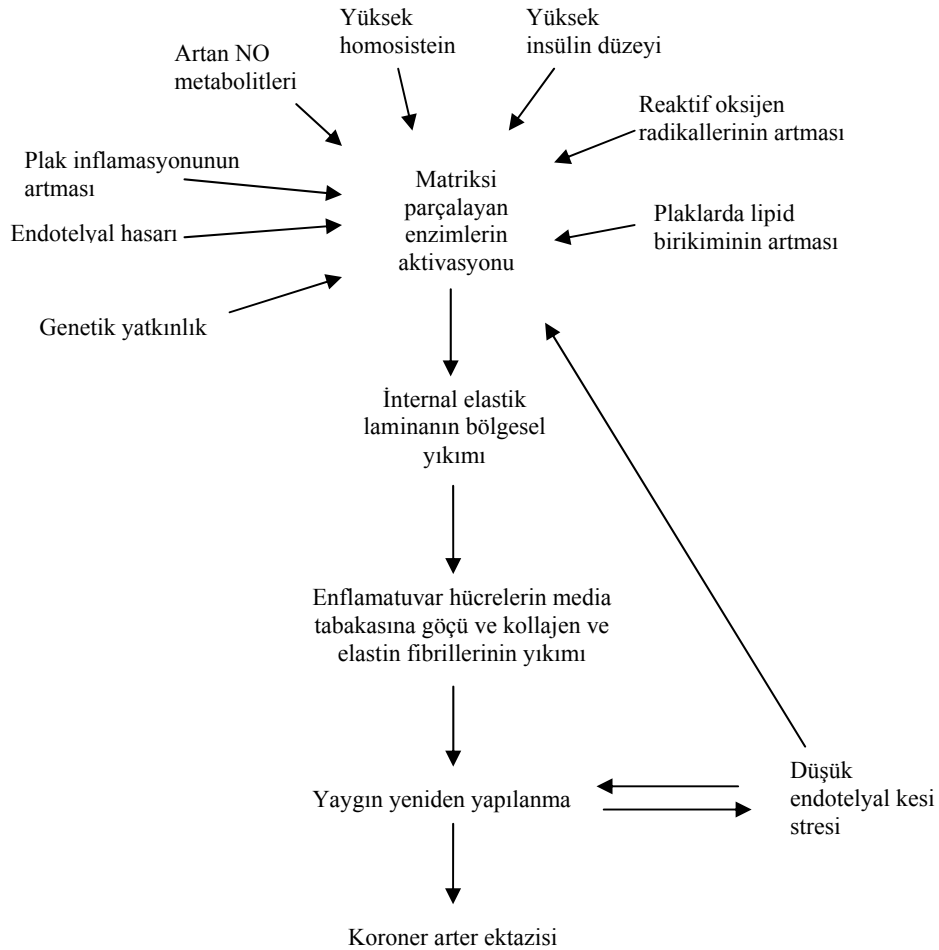 Yüksek
homosistein
Yüksek
insülin düzeyi
Artan NO
metabolitleri
Reaktif oksijen
radikallerinin artması
Plak inflamasyonunun
artması
Matriksi
parçalayan
enzimlerin
aktivasyonu
Plaklarda lipid
birikiminin artması
Endotelyal hasarı
Genetik yatkınlık
İnternal elastik
laminanın bölgesel
yıkımı
Enflamatuvar hücrelerin media
tabakasına göçü ve kollajen ve
elastin fibrillerinin yıkımı
Düşük
endotelyal kesi
stresi
Yaygın yeniden yapılanma
Koroner arter ektazisi